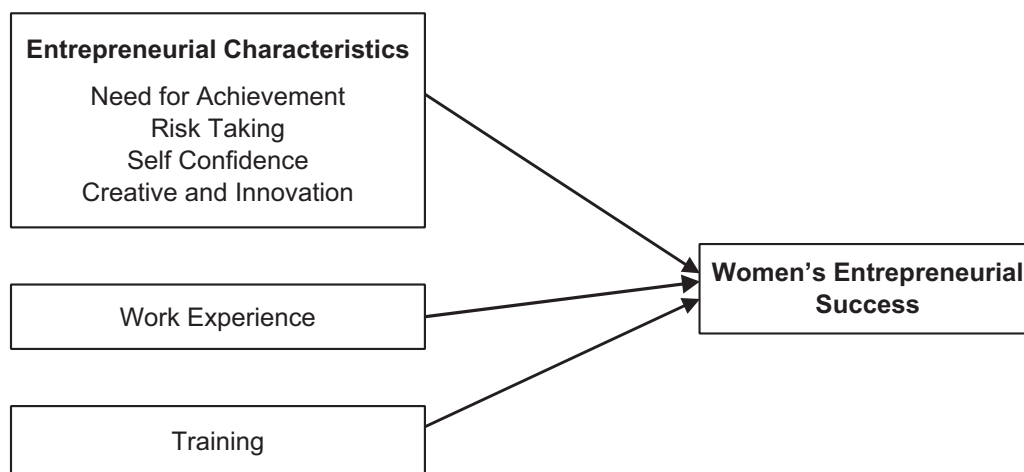 Entrepreneurial Characteristics
Need for Achievement
Risk Taking
Self Confidence
Creative and Innovation
Women’s Entrepreneurial
Success
Work Experience
Training